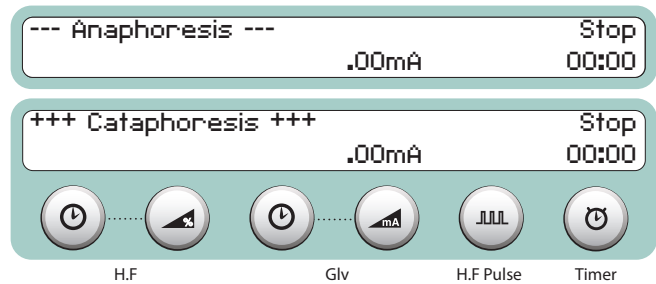 --- Anaphoresis --- Stop
.00mA 00:00
+++ Cataphoresis +++ Stop
.00mA 00:00
% mA
H.F Glv H.F Pulse Timer